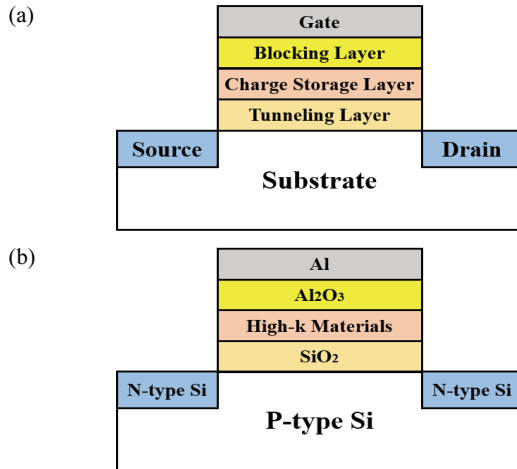 (a)
Gate
Blocking Layer
Charge Storage Layer
Tunneling Layer
Source
Drain
Substrate
(b)
Al
Al₂O₃
High-k Materials
SiO₂
N-type Si
N-type Si
P-type Si